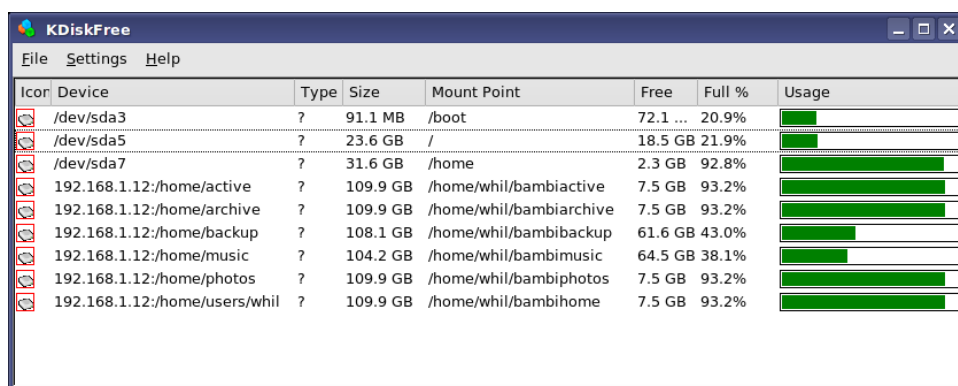 KDiskFree
File Settings Help
Icon Device Type Size Mount Point Free Full % Usage
/dev/sda3 ? 91.1 MB /boot 72.1 ... 20.9%
/dev/sda5 ? 23.6 GB / 18.5 GB 21.9%
/dev/sda7 ? 31.6 GB /home 2.3 GB 92.8%
192.168.1.12:/home/active ? 109.9 GB /home/whil/bambiactive 7.5 GB 93.2%
192.168.1.12:/home/archive ? 109.9 GB /home/whil/bambiarchive 7.5 GB 93.2%
192.168.1.12:/home/backup ? 108.1 GB /home/whil/bambibackup 61.6 GB 43.0%
192.168.1.12:/home/music ? 104.2 GB /home/whil/bambimusic 64.5 GB 38.1%
192.168.1.12:/home/photos ? 109.9 GB /home/whil/bambiphotos 7.5 GB 93.2%
192.168.1.12:/home/users/whil ? 109.9 GB /home/whil/bambihome 7.5 GB 93.2%